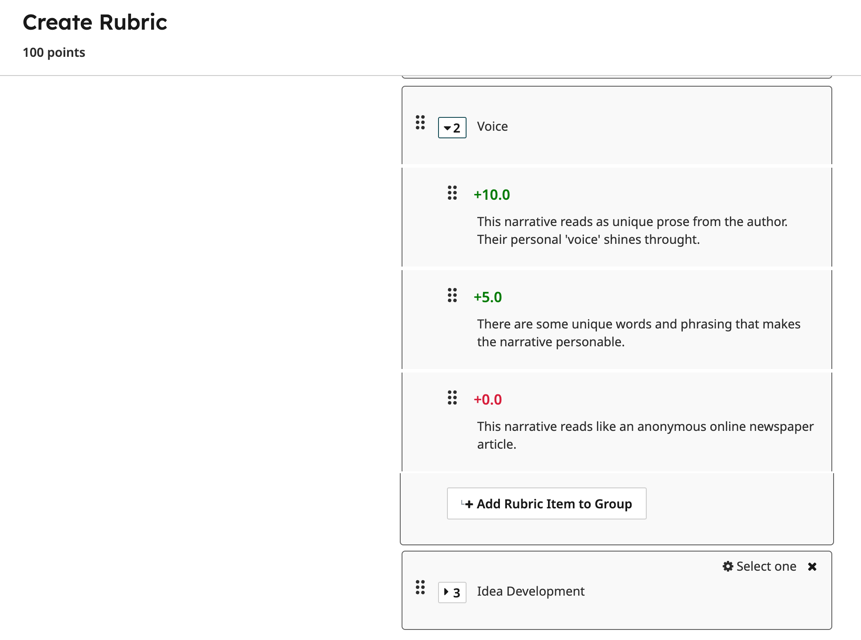 Create Rubric
100 points
2 Voice
+10.0
This narrative reads as unique prose from the author.
Their personal 'voice' shines throught.
+5.0
There are some unique words and phrasing that makes
the narrative personable.
+0.0
This narrative reads like an anonymous online newspaper
article.
+ Add Rubric Item to Group
Select one
3 Idea Development